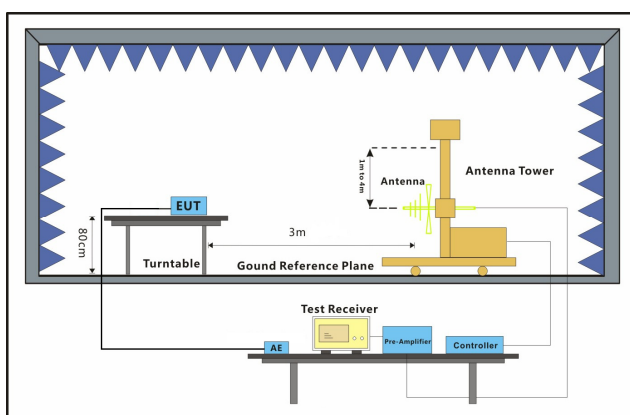 1m to 4m
Antenna
Antenna Tower
EUT
3m
80cm
Turntable
Gound Reference Plane
Test Receiver
AE
Pre-Amplifier
Controller